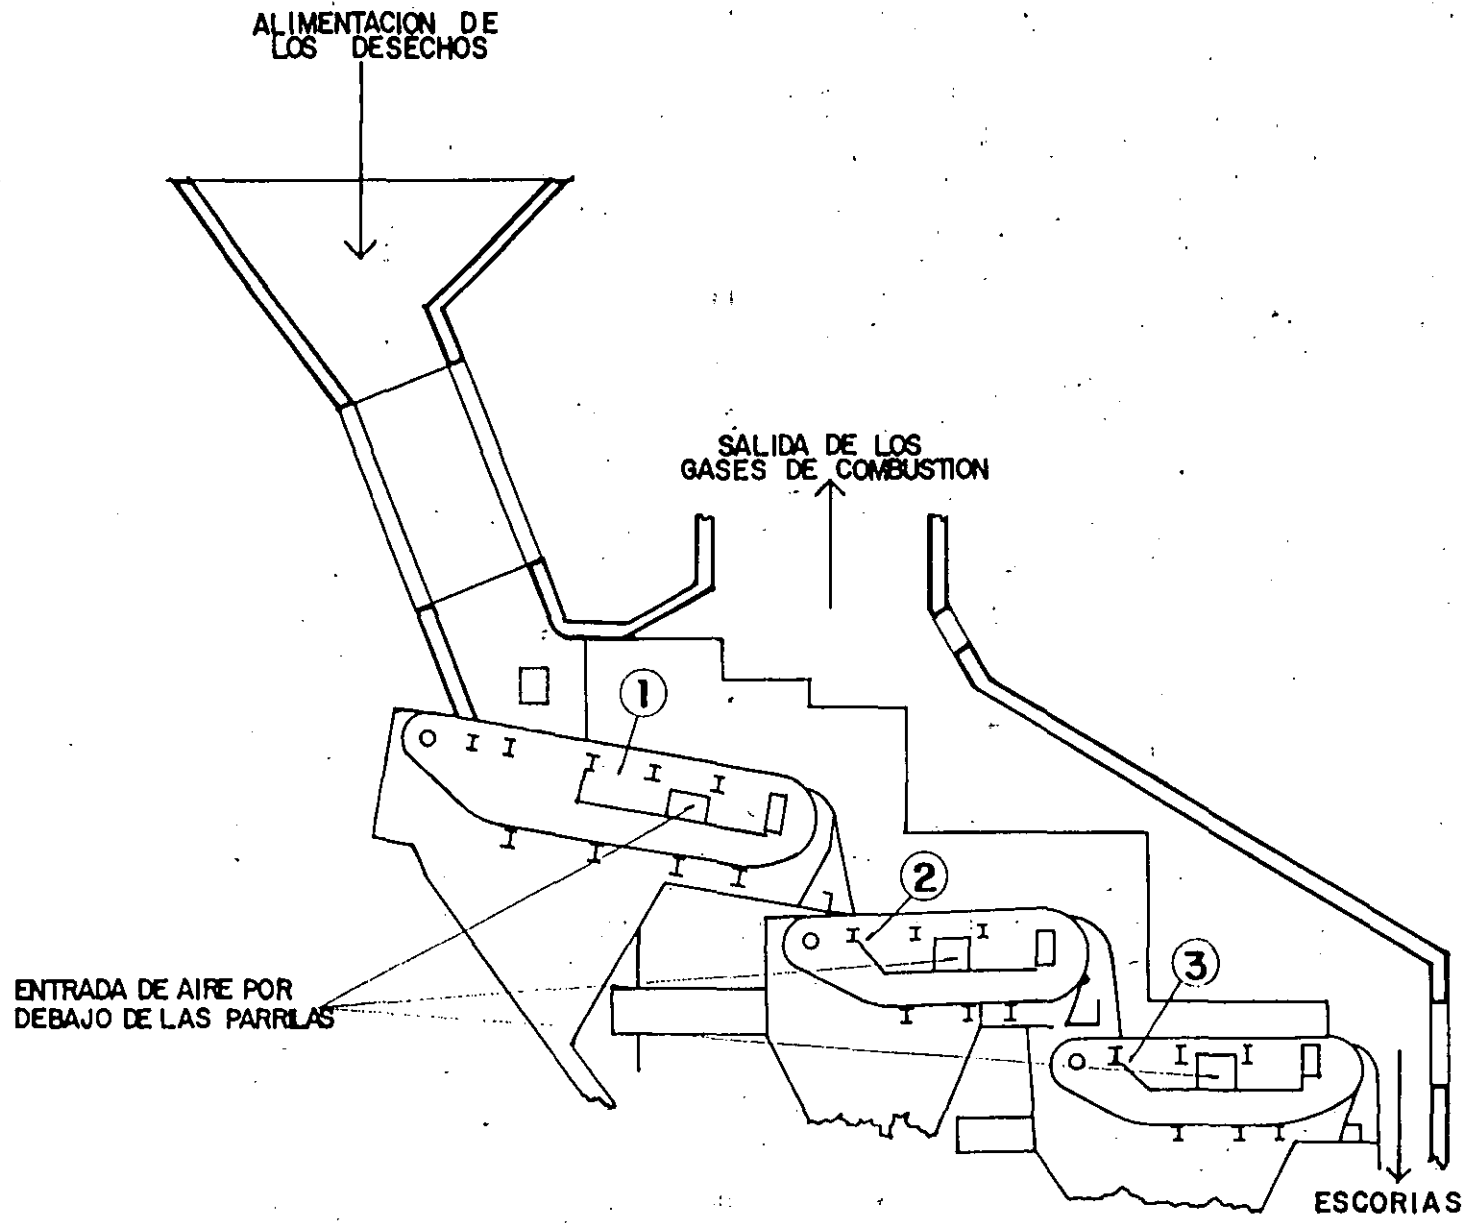 ALIMENTACION DE
LOS DESECHOS
SALIDA DE LOS
GASES DE COMBUSTION
1
2
3
ENTRADA DE AIRE POR
DEBAJO DE LAS PARRILAS
ESCORIAS